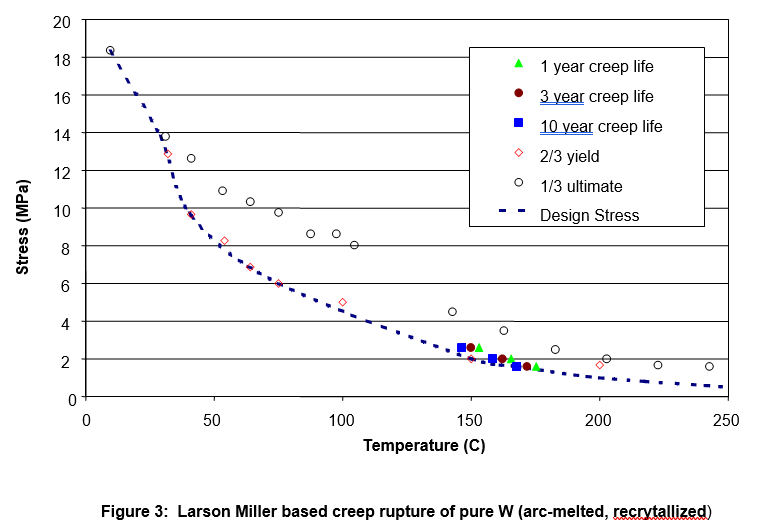 20
18
16
14
12
10
8
6
4
2
0
Stress (MPa)
1 year creep life
3 year creep life
10 year creep life
2/3 yield
1/3 ultimate
Design Stress
0 50 100 150 200 250
Temperature (C)
Figure 3: Larson Miller based creep rupture of pure W (arc-melted, recrytallized)